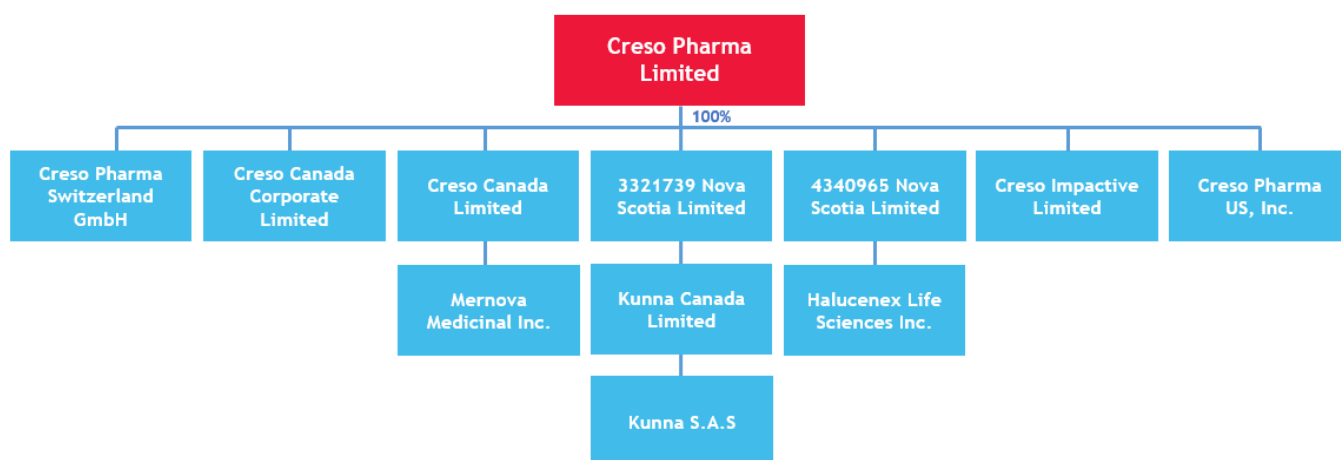 Creso Pharma
Limited
100%
Creso Pharma
Switzerland
GmbH
Creso Canada
Corporate
Limited
Creso Canada
Limited
3321739 Nova
Scotia Limited
4340965 Nova
Scotia Limited
Creso Impactive
Limited
Creso Pharma
US, Inc.
Mernova
Medicinal Inc.
Kunna Canada
Limited
Halucenex Life
Sciences Inc.
Kunna S.A.S